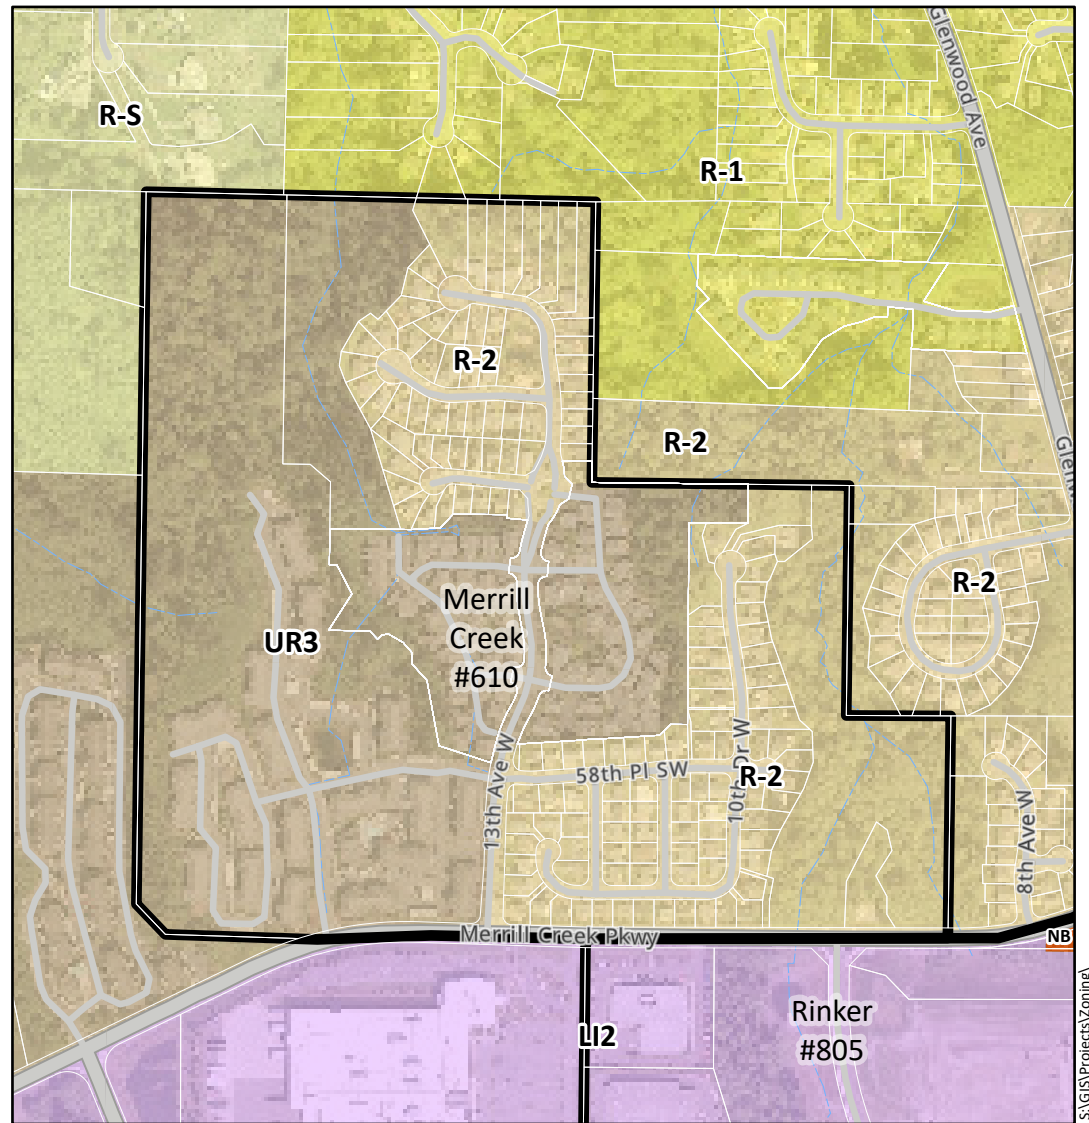 Glenwood Ave
R-S
R-1
R-2
R-2
Glenw
R-2
Merrill
Creek
#610
UR3
58th Pl SW
R-2
10th Dr W
13th Ave W
8th Ave W
Merrill Creek Pkwy
NB
Rinker
#805
LI2
S:\GIS\Projects\Zoning\